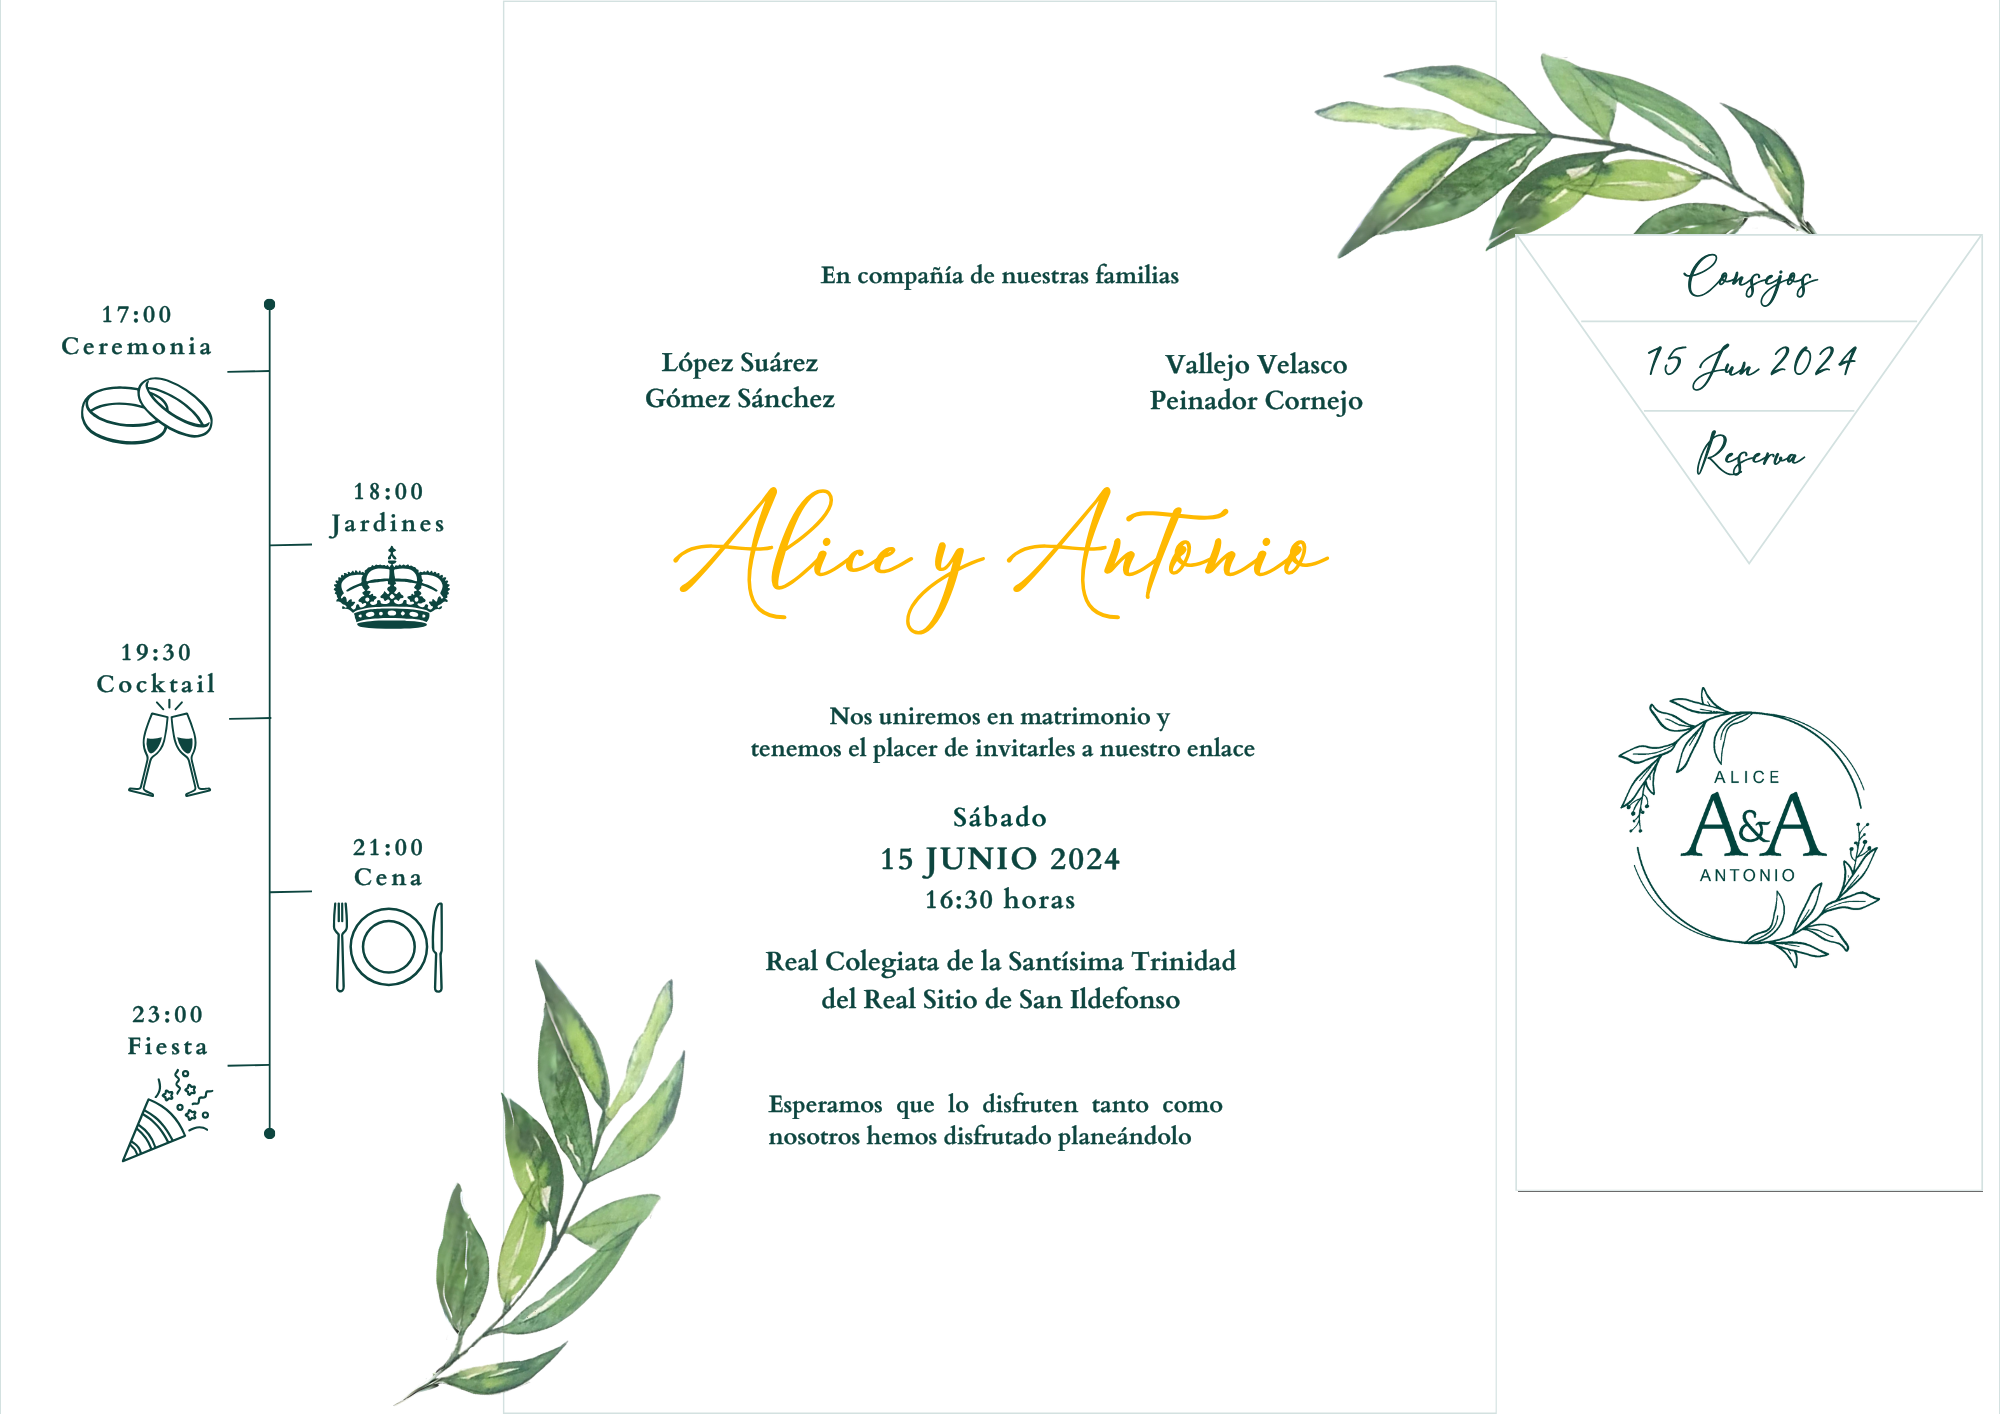 17:00
Ceremonia
18:00
Jardines
19:30
Cocktail
21:00
Cena
23:00
Fiesta
En compañía de nuestras familias
López Suárez
Gómez Sánchez
Vallejo Velasco
Peinador Cornejo
Alice y Antonio
Nos uniremos en matrimonio y
tenemos el placer de invitarles a nuestro enlace
Sábado
15 JUNIO 2024
16:30 horas
Real Colegiata de la Santísima Trinidad
del Real Sitio de San Ildefonso
Esperamos que lo disfruten tanto como
nosotros hemos disfrutado planeándolo
Consejos
15 Jun 2024
Reserva
ALICE
A&A
ANTONIO